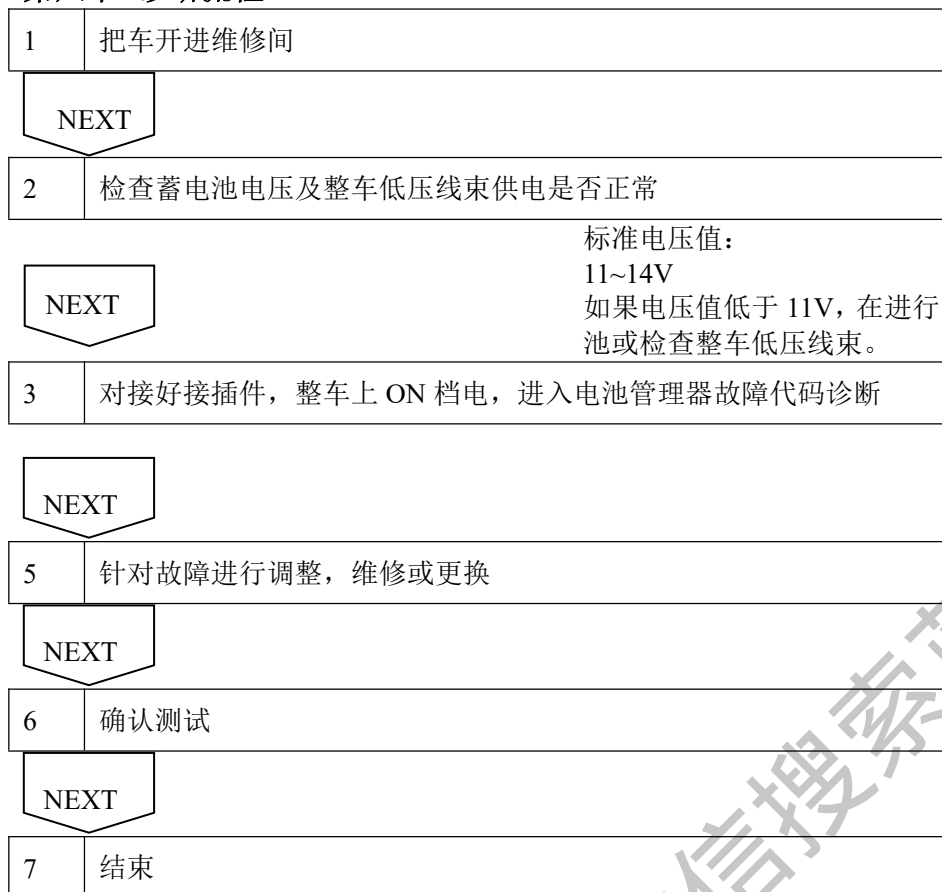 1 把车开进维修间
NEXT
2 检查蓄电池电压及整车低压线束供电是否正常
标准电压值：
11~14V
NEXT
如果电压值低于 11V，在进行
池或检查整车低压线束。
3 对接好接插件，整车上 ON 档电，进入电池管理器故障代码诊断
NEXT
5 针对故障进行调整，维修或更换
NEXT
6 确认测试
NEXT
7 结束
信搜索